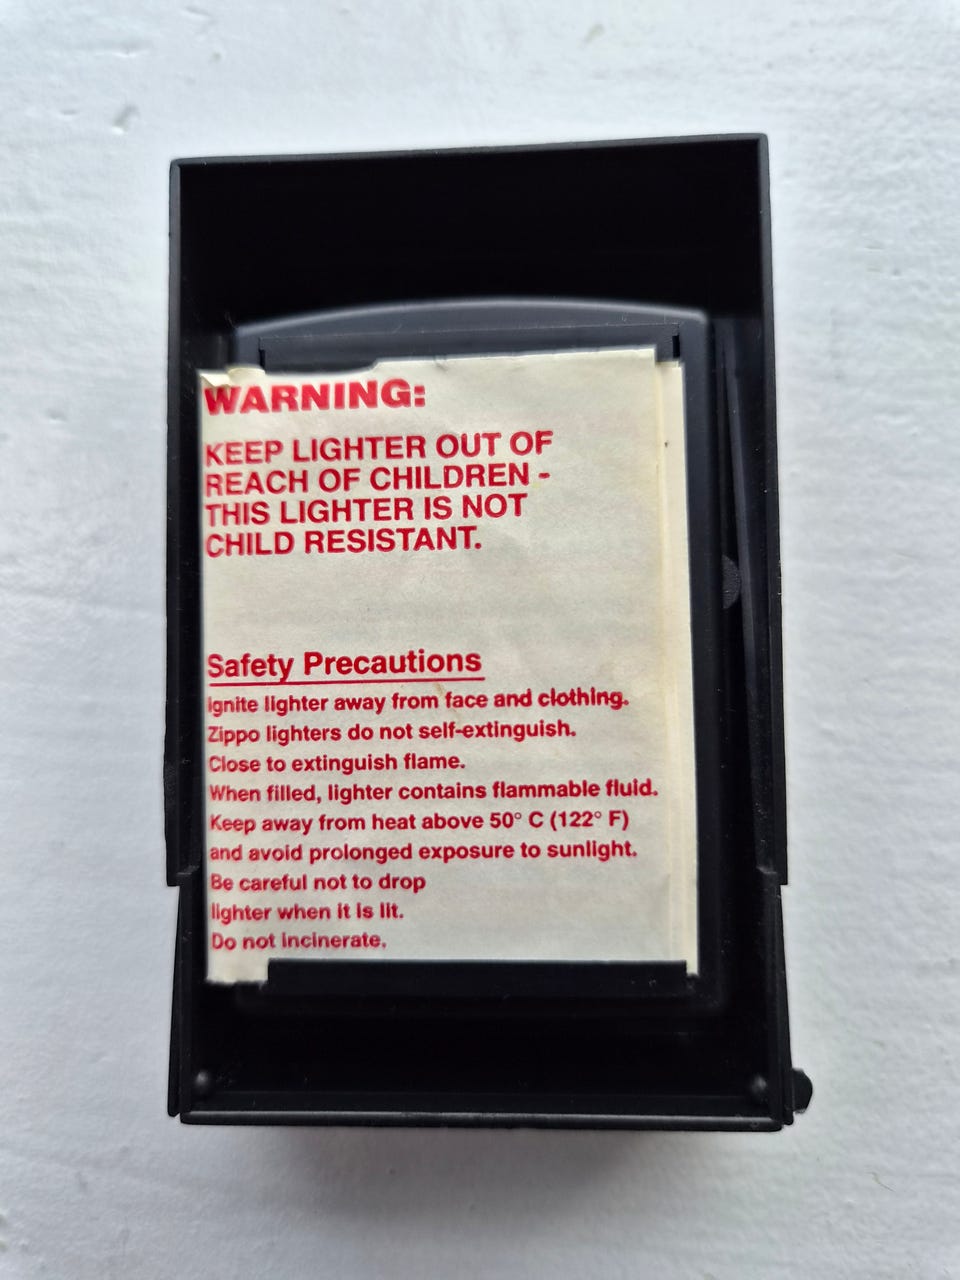 WARNING:
KEEP LIGHTER OUT OF
REACH OF CHILDREN -
THIS LIGHTER IS NOT
CHILD RESISTANT.
Safety Precautions
Ignite lighter away from face and clothing.
Zippo lighters do not self-extinguish.
Close to extinguish flame.
When filled, lighter contains flammable fluid.
Keep away from heat above 50° C (122° F)
and avoid prolonged exposure to sunlight.
Be careful not to drop
lighter when it is lit.
Do not incinerate.